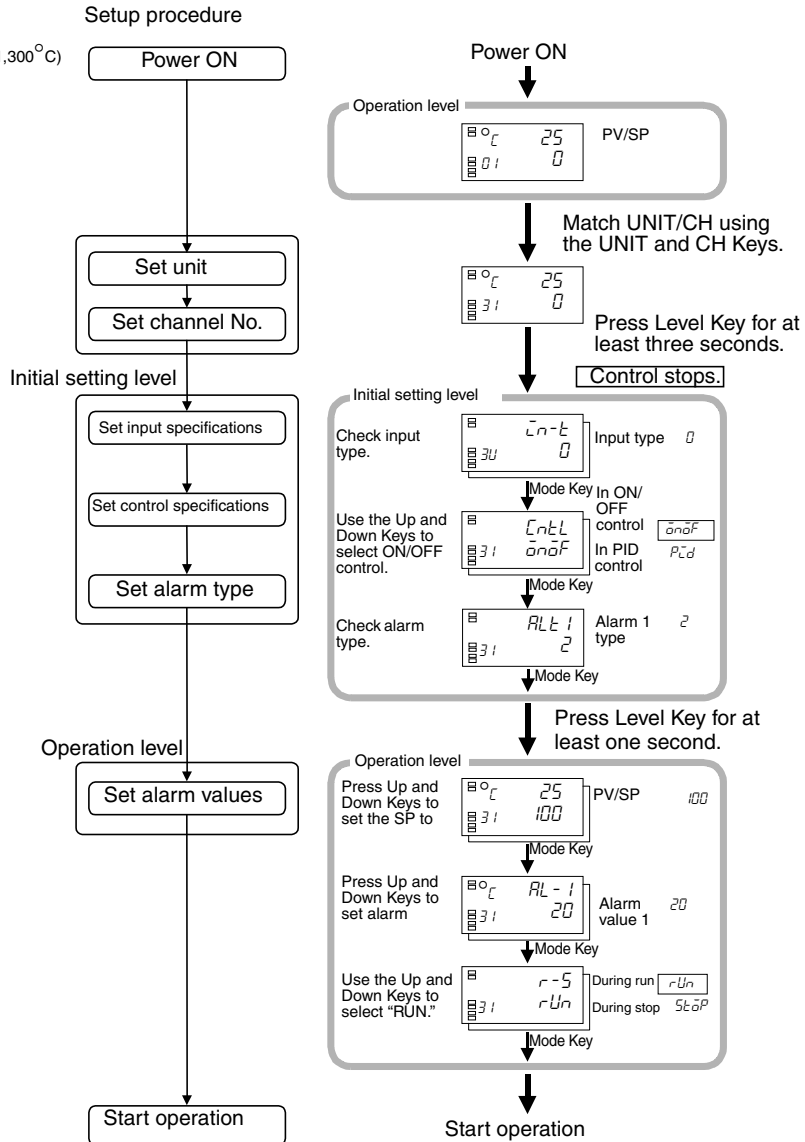 Setup procedure
,300°C)
Power ON
Set unit
Set channel No.
Initial setting level
Set input specifications
Set control specifications
Set alarm type
Operation level
Set alarm values
Start operation
Power ON
Operation level
°C 25
01 0
PV/SP
Match UNIT/CH using
the UNIT and CH Keys.
°C 25
31 0
Press Level Key for at
least three seconds.
Control stops.
Initial setting level
Check input
type.
in-t
3U 0
Input type 0
Mode Key
Use the Up and
Down Keys to
select ON/OFF
control.
CntL
31 onoF
In ON/
OFF
control onoF
In PID
control Pid
Mode Key
Check alarm
type.
ALt1
31 2
Alarm 1
type 2
Mode Key
Press Level Key for at
least one second.
Operation level
Press Up and
Down Keys to
set the SP to
°C 25
31 100
PV/SP 100
Mode Key
Press Up and
Down Keys to
set alarm
°C AL-1
31 20
Alarm
value 1 20
Mode Key
Use the Up and
Down Keys to
select “RUN.”
r-S
31 rUn
During run rUn
During stop StoP
Mode Key
Start operation